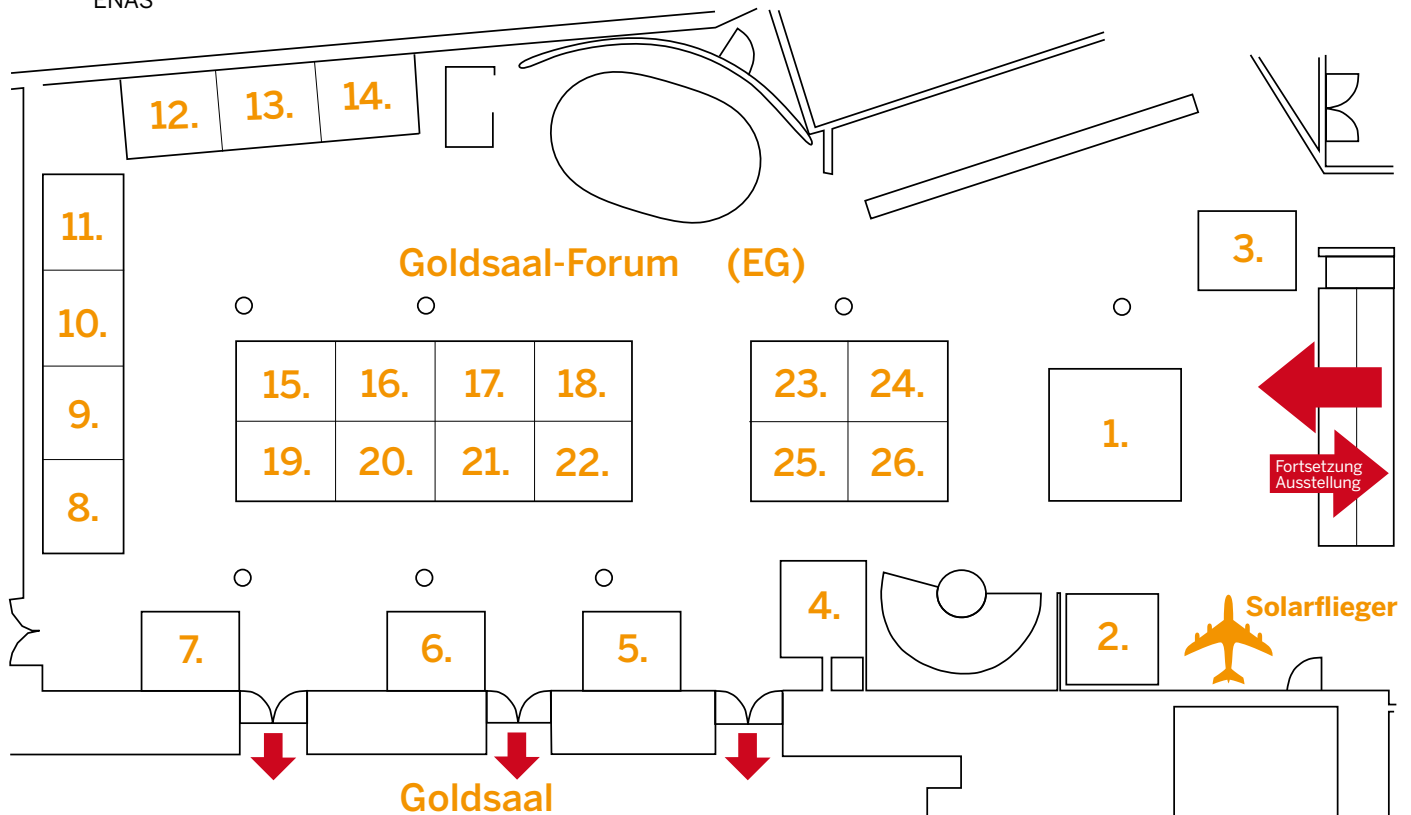 ENAS
12. 13. 14.
11.
3.
Goldsaal-Forum (EG)
10.
15. 16. 17. 18. 23. 24.
9.
1.
19. 20. 21. 22. 25. 26.
Fortsetzung
Ausstellung
8.
4.
Solarflieger
7. 6. 5. 2.
Goldsaal